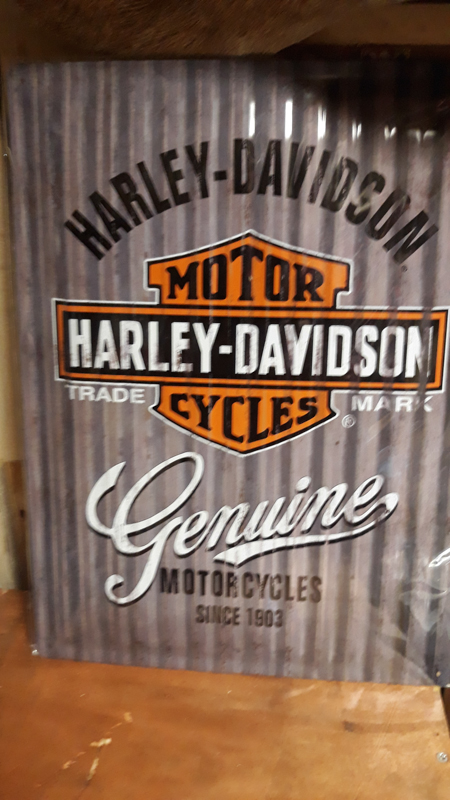 HARLEY-DAVIDSON
MOTOR
HARLEY-DAVIDSON
TRADE MARK
CYCLES
®
Genuine
MOTORCYCLES
SINCE 1903